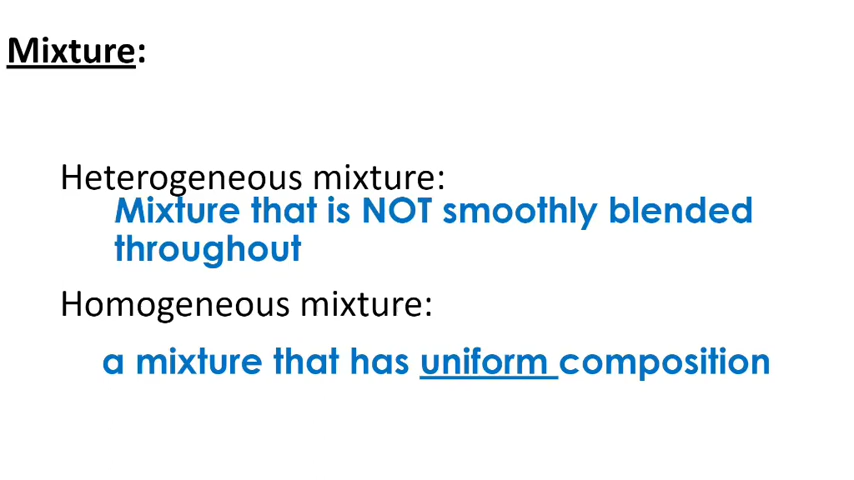 Mixture:
Heterogeneous mixture:
Mixture that is NOT smoothly blended
throughout
Homogeneous mixture:
a mixture that has uniform composition